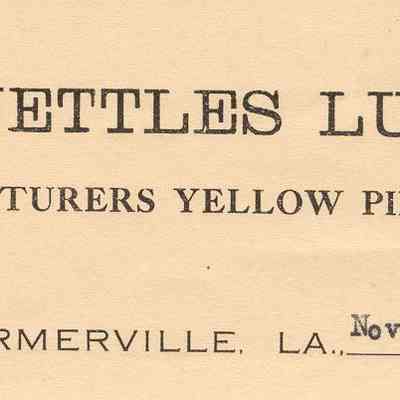 NETTLES LU
TURERS YELLOW PI
RMERVILLE, LA., Nov